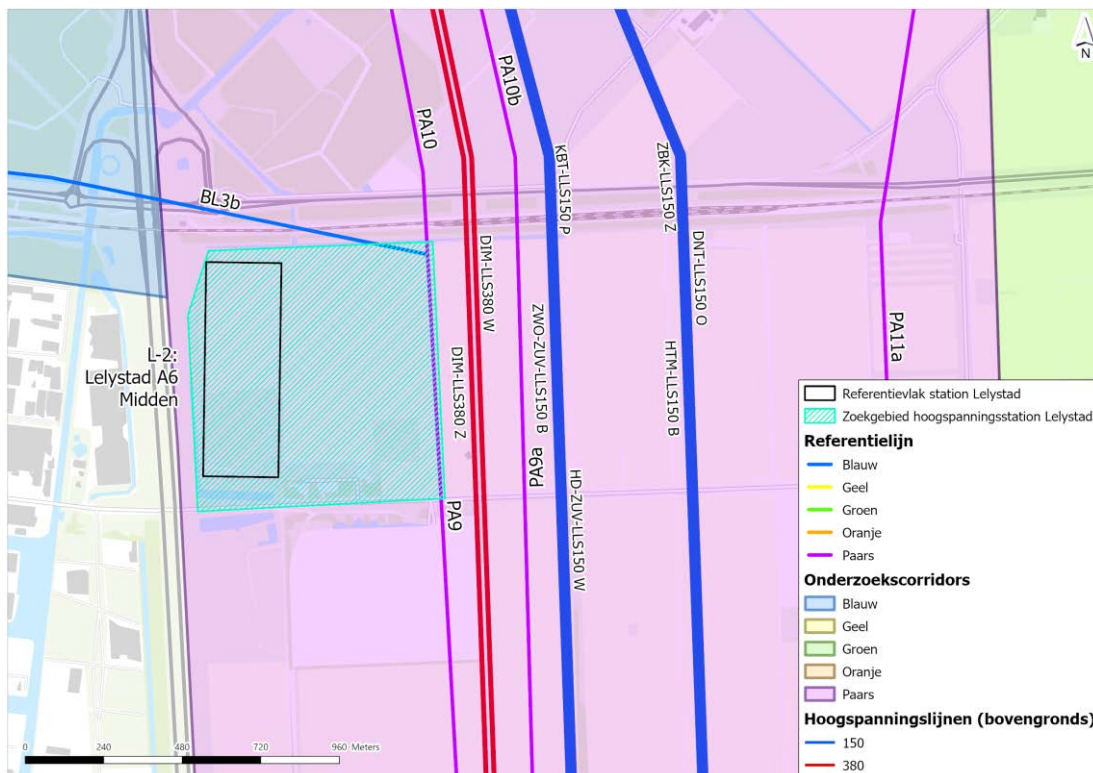 N
PA10
PA10b
BL3b
KBT-LLS150 P
ZBK-LLS150 Z
DIM-LLS380 W
DNT-LLS150 O
PA11a
L-2:
Lelystad A6
Midden
DIM-LLS380 Z
ZWO-ZUV-LLS150 B
HTM-LLS150 B
PA9a
HD-ZUV-LLS150 W
PA9
Referentievlak station Lelystad
Zoekgebied hoogspanningsstation Lelystad
Referentielijn
Blauw
Geel
Groen
Oranje
Paars
Onderzoekscorridors
Blauw
Geel
Groen
Oranje
Paars
Hoogspanningslijnen (bovengronds)
150
380
0 240 480 720 960 Meters